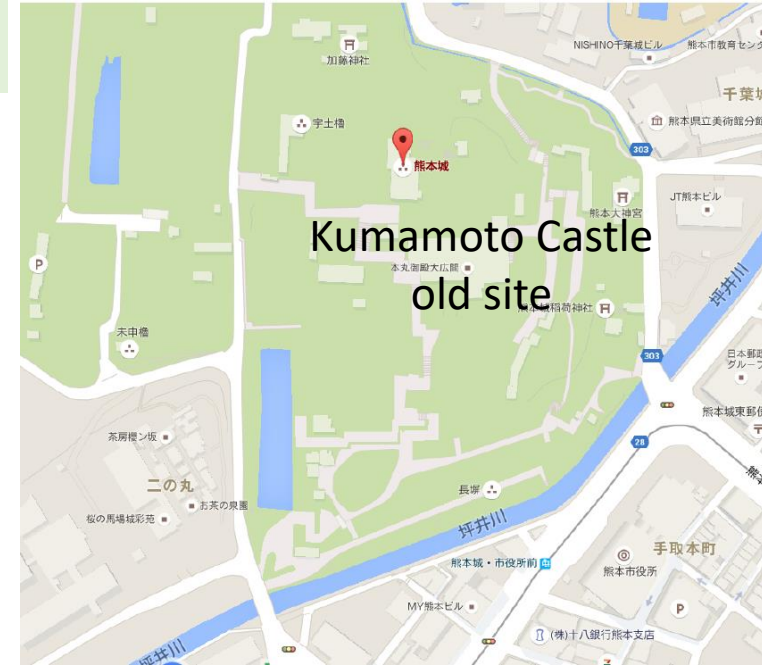 NISHINO千葉城ビル
熊本市教育センタ
加藤神社
千葉城
熊本県立美術館分館
宇土櫓
303
熊本城
熊本大神宮
JT熊本ビル
Kumamoto Castle
P
本丸御殿大広間
old site
坪井川
熊本城稲荷神社
未申櫓
303
日本郵政
グループ
熊本城東郵便
茶房櫻ン坂
28
二の丸
長塀
お茶の泉園
桜の馬場城彩苑
坪井川
手取本町
熊本城・市役所前
熊本市役所
MY熊本ビル
P
(株)十八銀行熊本支店
坪井川